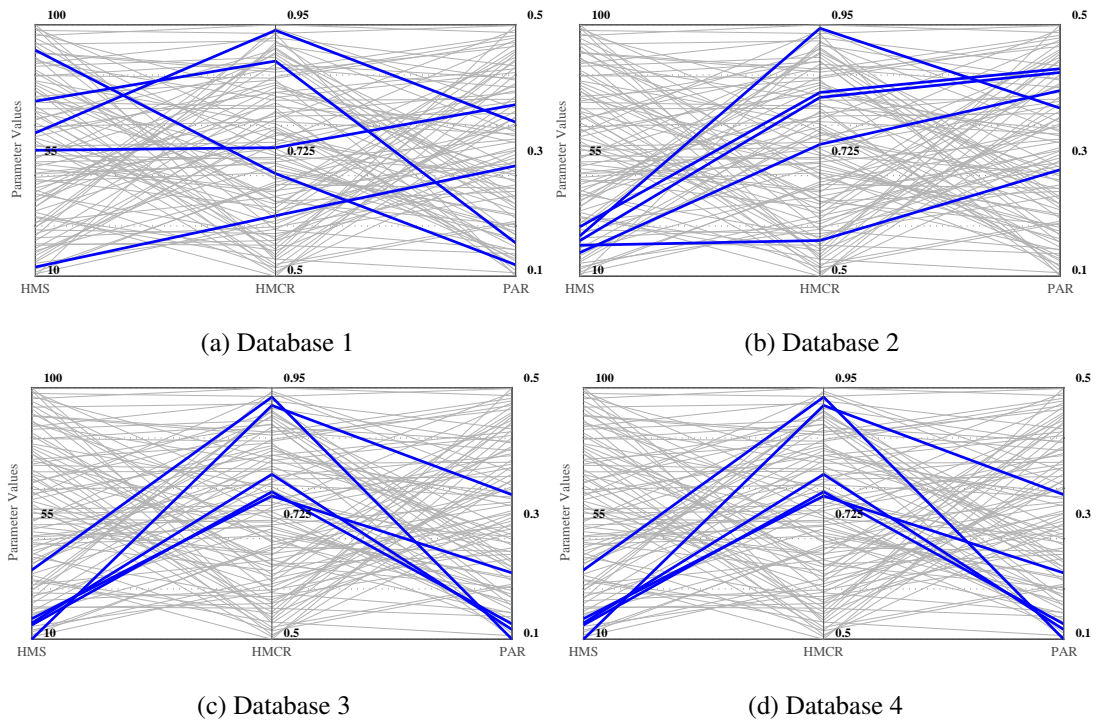 100 0.95 0.5
100 0.95 0.5
Parameter Values
55 0.725 0.3
Parameter Values
55 0.725 0.3
10 0.5 0.1
10 0.5 0.1
HMS HMCR PAR
HMS HMCR PAR
(a) Database 1
(b) Database 2
100 0.95 0.5
100 0.95 0.5
Parameter Values
55 0.725 0.3
Parameter Values
55 0.725 0.3
10 0.5 0.1
10 0.5 0.1
HMS HMCR PAR
HMS HMCR PAR
(c) Database 3
(d) Database 4